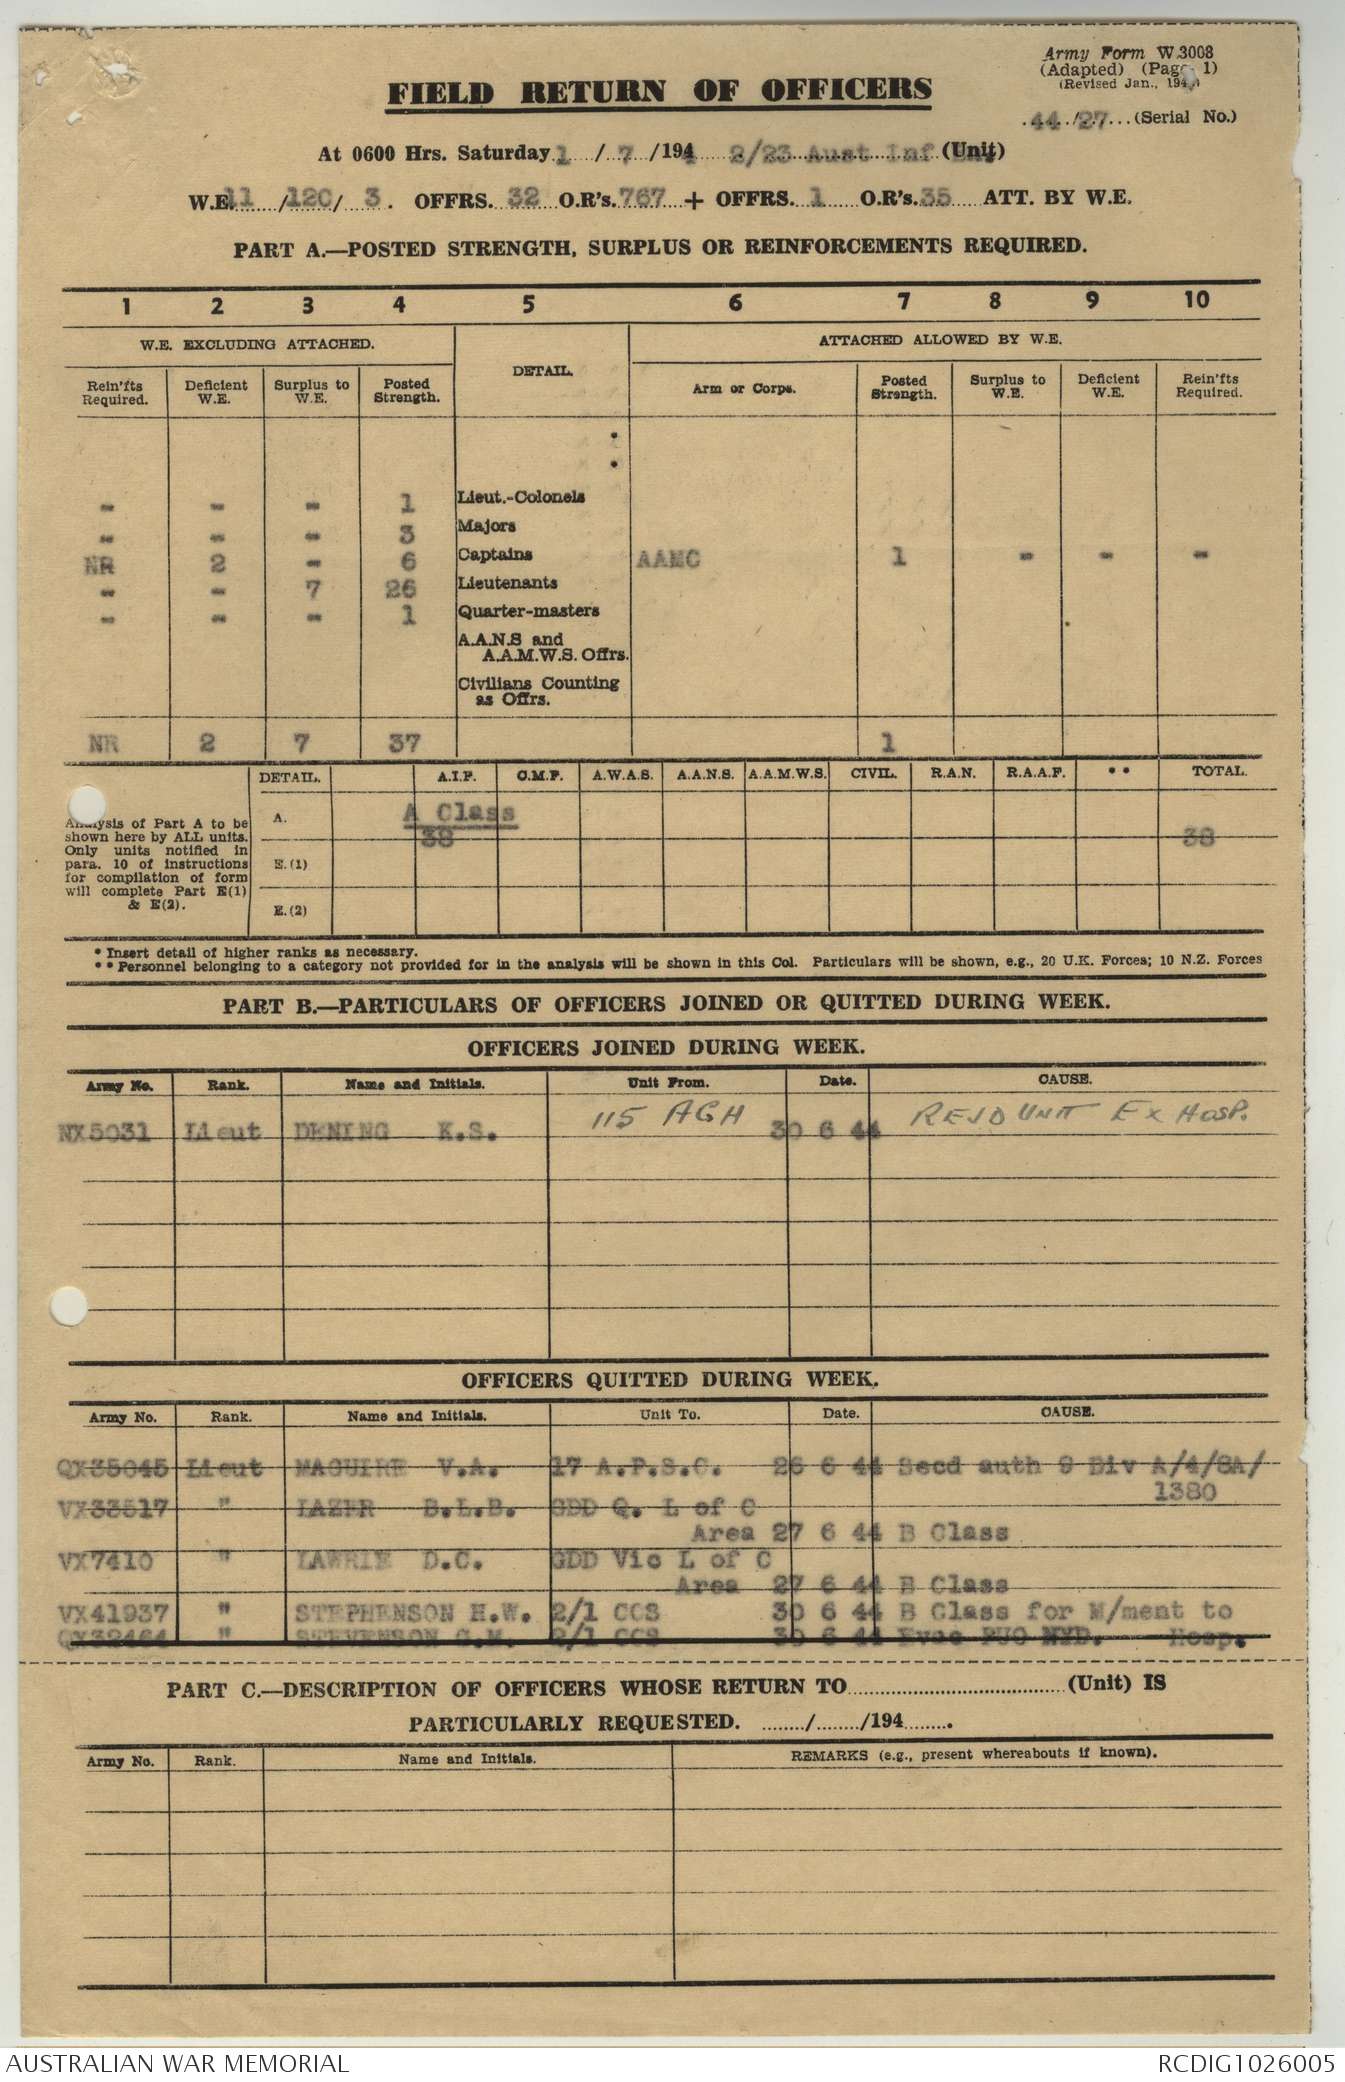 Army Form W.3008
(Adapted) (Page 1)
(Revised Jan., 194
FIELD RETURN OF OFFICERS
44/27 (Serial No.)
At 0600 Hrs. Saturday 1/7/1944 2/23 Aust Inf Bn. (Unit)
W.E. 11/12C/3. OFFRS. 32 O.R's. 767 + OFFRS. 1 O.R's. 35 ATT. BY W.E.
PART A.—POSTED STRENGTH, SURPLUS OR REINFORCEMENTS REQUIRED.
1 2 3 4 5 6 7 8 9 10
W.E. EXCLUDING ATTACHED. DETAIL. ATTACHED ALLOWED BY W.E.
Rein'fts Required. Deficient W.E. Surplus to W.E. Posted Strength. Arm or Corps. Posted Strength. Surplus to W.E. Deficient W.E. Rein'fts Required.
*
*
- - - 1 Lieut.-Colonels
- - - 3 Majors
NR 2 - 6 Captains AAMC 1 - - -
- - 7 26 Lieutenants
- - - 1 Quarter-masters
A.A.N.S and
A.A.M.W.S. Offrs.
Civilians Counting
as Offrs.
NR 2 7 37 1
DETAIL. A.I.F. C.M.F. A.W.A.S. A.A.N.S. A.A.M.W.S. CIVIL. R.A.N. R.A.A.F. ** TOTAL.
Analysis of Part A to be
shown here by ALL units.
Only units notified in
para. 10 of instructions
for compilation of form
will complete Part E(1)
& E(2).
A. A Class
38 38
E.(1)
E.(2)
* Insert detail of higher ranks as necessary.
** Personnel belonging to a category not provided for in the analysis will be shown in this Col. Particulars will be shown, e.g., 20 U.K. Forces; 10 N.Z. Forces
PART B.—PARTICULARS OF OFFICERS JOINED OR QUITTED DURING WEEK.
OFFICERS JOINED DURING WEEK.
Army No. Rank. Name and Initials. Unit From. Date. CAUSE.
NX5031 Lieut DENING K.S. 115 AGH 30 6 44 REJD UNIT EX HOSP.
OFFICERS QUITTED DURING WEEK.
Army No. Rank. Name and Initials. Unit To. Date. CAUSE.
QX35045 Lieut MAGUIRE V.A. 17 A.P.S.C. 26 6 44 Secd auth 9 Div A/4/8A/
1380
VX33517 " LAZER B.L.B. GDD Q. L of C
Area 27 6 44 B Class
VX7410 " LAWRIE D.C. GDD Vic L of C
Area 27 6 44 B Class
VX41937 " STEPHENSON H.W. 2/1 CCS 30 6 44 B Class for M/ment to
QX32464 " STEVENSON G.M. 2/1 CCS 30 6 44 Evac PUO NYD. Hosp.
PART C.—DESCRIPTION OF OFFICERS WHOSE RETURN TO (Unit) IS
PARTICULARLY REQUESTED. / /194 .
Army No. Rank. Name and Initials. REMARKS (e.g., present whereabouts if known).
AUSTRALIAN WAR MEMORIAL RCDIG1026005